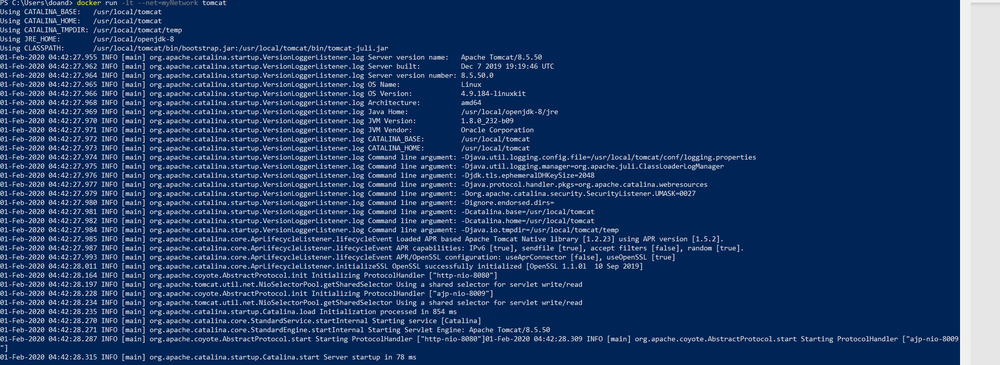 PS C:\Users\doand> docker run -it --net=myNetwork tomcat
Using CATALINA_BASE:   /usr/local/tomcat
Using CATALINA_HOME:   /usr/local/tomcat
Using CATALINA_TMPDIR: /usr/local/tomcat/temp
Using JRE_HOME:        /usr/local/openjdk-8
Using CLASSPATH:       /usr/local/tomcat/bin/bootstrap.jar:/usr/local/tomcat/bin/tomcat-juli.jar
01-Feb-2020 04:42:27.955 INFO [main] org.apache.catalina.startup.VersionLoggerListener.log Server version name:   Apache Tomcat/8.5.50
01-Feb-2020 04:42:27.962 INFO [main] org.apache.catalina.startup.VersionLoggerListener.log Server built:          Dec 7 2019 19:19:46 UTC
01-Feb-2020 04:42:27.964 INFO [main] org.apache.catalina.startup.VersionLoggerListener.log Server version number: 8.5.50.0
01-Feb-2020 04:42:27.965 INFO [main] org.apache.catalina.startup.VersionLoggerListener.log OS Name:               Linux
01-Feb-2020 04:42:27.966 INFO [main] org.apache.catalina.startup.VersionLoggerListener.log OS Version:            4.9.184-linuxkit
01-Feb-2020 04:42:27.968 INFO [main] org.apache.catalina.startup.VersionLoggerListener.log Architecture:          amd64
01-Feb-2020 04:42:27.969 INFO [main] org.apache.catalina.startup.VersionLoggerListener.log Java Home:             /usr/local/openjdk-8/jre
01-Feb-2020 04:42:27.970 INFO [main] org.apache.catalina.startup.VersionLoggerListener.log JVM Version:           1.8.0_232-b09
01-Feb-2020 04:42:27.971 INFO [main] org.apache.catalina.startup.VersionLoggerListener.log JVM Vendor:            Oracle Corporation
01-Feb-2020 04:42:27.972 INFO [main] org.apache.catalina.startup.VersionLoggerListener.log CATALINA_BASE:         /usr/local/tomcat
01-Feb-2020 04:42:27.973 INFO [main] org.apache.catalina.startup.VersionLoggerListener.log CATALINA_HOME:         /usr/local/tomcat
01-Feb-2020 04:42:27.974 INFO [main] org.apache.catalina.startup.VersionLoggerListener.log Command line argument: -Djava.util.logging.config.file=/usr/local/tomcat/conf/logging.properties
01-Feb-2020 04:42:27.975 INFO [main] org.apache.catalina.startup.VersionLoggerListener.log Command line argument: -Djava.util.logging.manager=org.apache.juli.ClassLoaderLogManager
01-Feb-2020 04:42:27.976 INFO [main] org.apache.catalina.startup.VersionLoggerListener.log Command line argument: -Djdk.tls.ephemeralDHKeySize=2048
01-Feb-2020 04:42:27.977 INFO [main] org.apache.catalina.startup.VersionLoggerListener.log Command line argument: -Djava.protocol.handler.pkgs=org.apache.catalina.webresources
01-Feb-2020 04:42:27.979 INFO [main] org.apache.catalina.startup.VersionLoggerListener.log Command line argument: -Dorg.apache.catalina.security.SecurityListener.UMASK=0027
01-Feb-2020 04:42:27.980 INFO [main] org.apache.catalina.startup.VersionLoggerListener.log Command line argument: -Dignore.endorsed.dirs=
01-Feb-2020 04:42:27.981 INFO [main] org.apache.catalina.startup.VersionLoggerListener.log Command line argument: -Dcatalina.base=/usr/local/tomcat
01-Feb-2020 04:42:27.982 INFO [main] org.apache.catalina.startup.VersionLoggerListener.log Command line argument: -Dcatalina.home=/usr/local/tomcat
01-Feb-2020 04:42:27.984 INFO [main] org.apache.catalina.startup.VersionLoggerListener.log Command line argument: -Djava.io.tmpdir=/usr/local/tomcat/temp
01-Feb-2020 04:42:27.985 INFO [main] org.apache.catalina.core.AprLifecycleListener.lifecycleEvent Loaded APR based Apache Tomcat Native library [1.2.23] using APR version [1.5.2].
01-Feb-2020 04:42:27.987 INFO [main] org.apache.catalina.core.AprLifecycleListener.lifecycleEvent APR capabilities: IPv6 [true], sendfile [true], accept filters [false], random [true].
01-Feb-2020 04:42:27.993 INFO [main] org.apache.catalina.core.AprLifecycleListener.lifecycleEvent APR/OpenSSL configuration: useAprConnector [false], useOpenSSL [true]
01-Feb-2020 04:42:28.011 INFO [main] org.apache.catalina.core.AprLifecycleListener.initializeSSL OpenSSL successfully initialized [OpenSSL 1.1.0l  10 Sep 2019]
01-Feb-2020 04:42:28.164 INFO [main] org.apache.coyote.AbstractProtocol.init Initializing ProtocolHandler ["http-nio-8080"]
01-Feb-2020 04:42:28.197 INFO [main] org.apache.tomcat.util.net.NioSelectorPool.getSharedSelector Using a shared selector for servlet write/read
01-Feb-2020 04:42:28.228 INFO [main] org.apache.coyote.AbstractProtocol.init Initializing ProtocolHandler ["ajp-nio-8009"]
01-Feb-2020 04:42:28.234 INFO [main] org.apache.tomcat.util.net.NioSelectorPool.getSharedSelector Using a shared selector for servlet write/read
01-Feb-2020 04:42:28.235 INFO [main] org.apache.catalina.startup.Catalina.load Initialization processed in 854 ms
01-Feb-2020 04:42:28.270 INFO [main] org.apache.catalina.core.StandardService.startInternal Starting service [Catalina]
01-Feb-2020 04:42:28.271 INFO [main] org.apache.catalina.core.StandardEngine.startInternal Starting Servlet Engine: Apache Tomcat/8.5.50
01-Feb-2020 04:42:28.287 INFO [main] org.apache.coyote.AbstractProtocol.start Starting ProtocolHandler ["http-nio-8080"]01-Feb-2020 04:42:28.309 INFO [main] org.apache.coyote.AbstractProtocol.start Starting ProtocolHandler ["ajp-nio-8009
"]
01-Feb-2020 04:42:28.315 INFO [main] org.apache.catalina.startup.Catalina.start Server startup in 78 ms